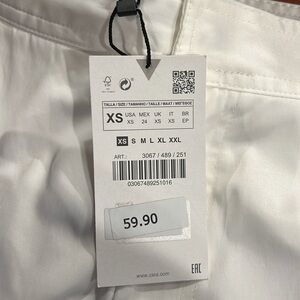 TALLA / SIZE / TAMANHO / TAILLE / MAAT /
XS
USA MEX UK IT BR
XS 24 XS XS EP
XS S M L XL XXL
ART.: 3067 / 489 / 251
03067489251016
59.90
www.zara.com
EAC